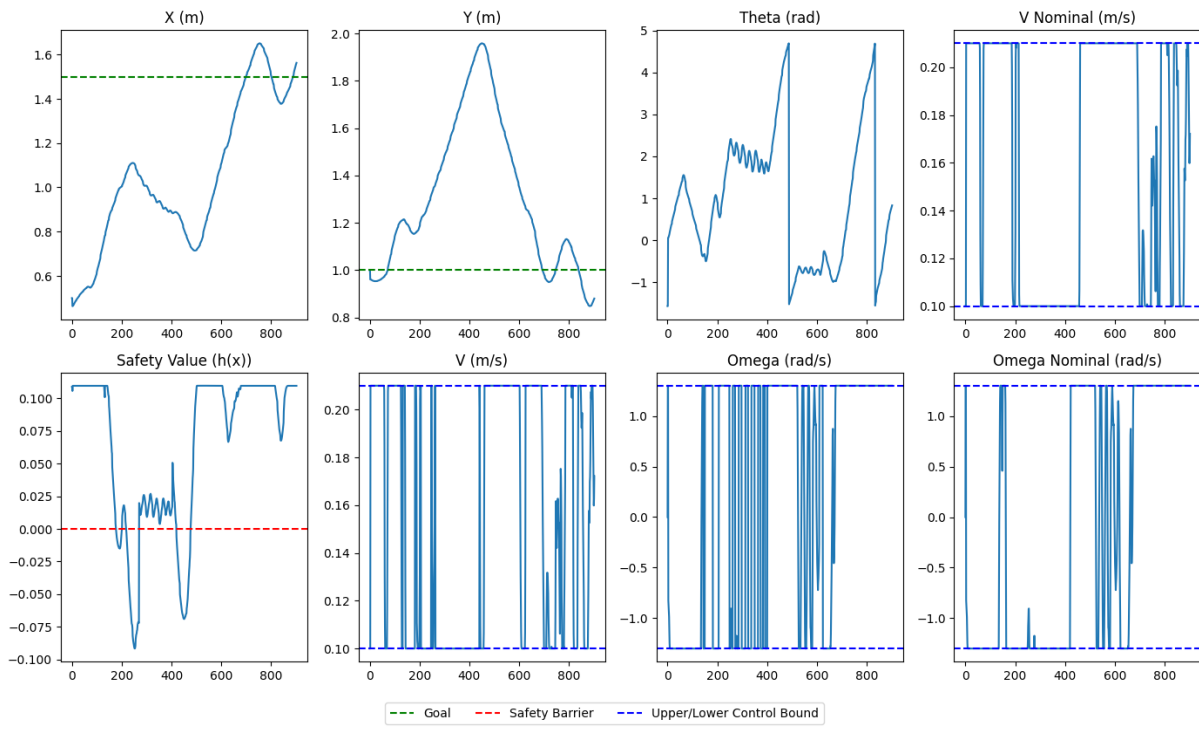 X (m)
Y (m)
Theta (rad)
V Nominal (m/s)
1.6
1.4
1.2
1.0
0.8
0.6
0 200 400 600 800
2.0
1.8
1.6
1.4
1.2
1.0
0.8
0 200 400 600 800
5
4
3
2
1
0
−1
0 200 400 600 800
0.20
0.18
0.16
0.14
0.12
0.10
0 200 400 600 800
Safety Value (h(x))
V (m/s)
Omega (rad/s)
Omega Nominal (rad/s)
0.100
0.075
0.050
0.025
0.000
−0.025
−0.050
−0.075
−0.100
0 200 400 600 800
0.20
0.18
0.16
0.14
0.12
0.10
0 200 400 600 800
1.0
0.5
0.0
−0.5
−1.0
0 200 400 600 800
1.0
0.5
0.0
−0.5
−1.0
0 200 400 600 800
Goal
Safety Barrier
Upper/Lower Control Bound